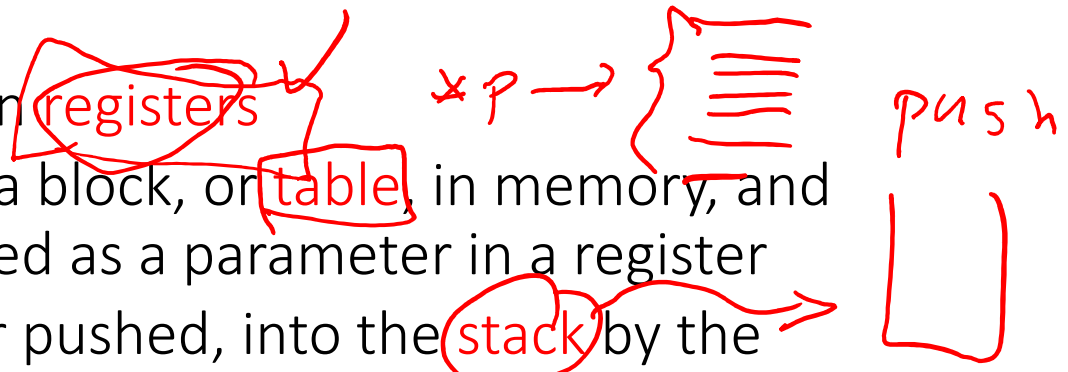 n registers *p → push
a block, or table, in memory, and
ed as a parameter in a register
r pushed, into the stack by the